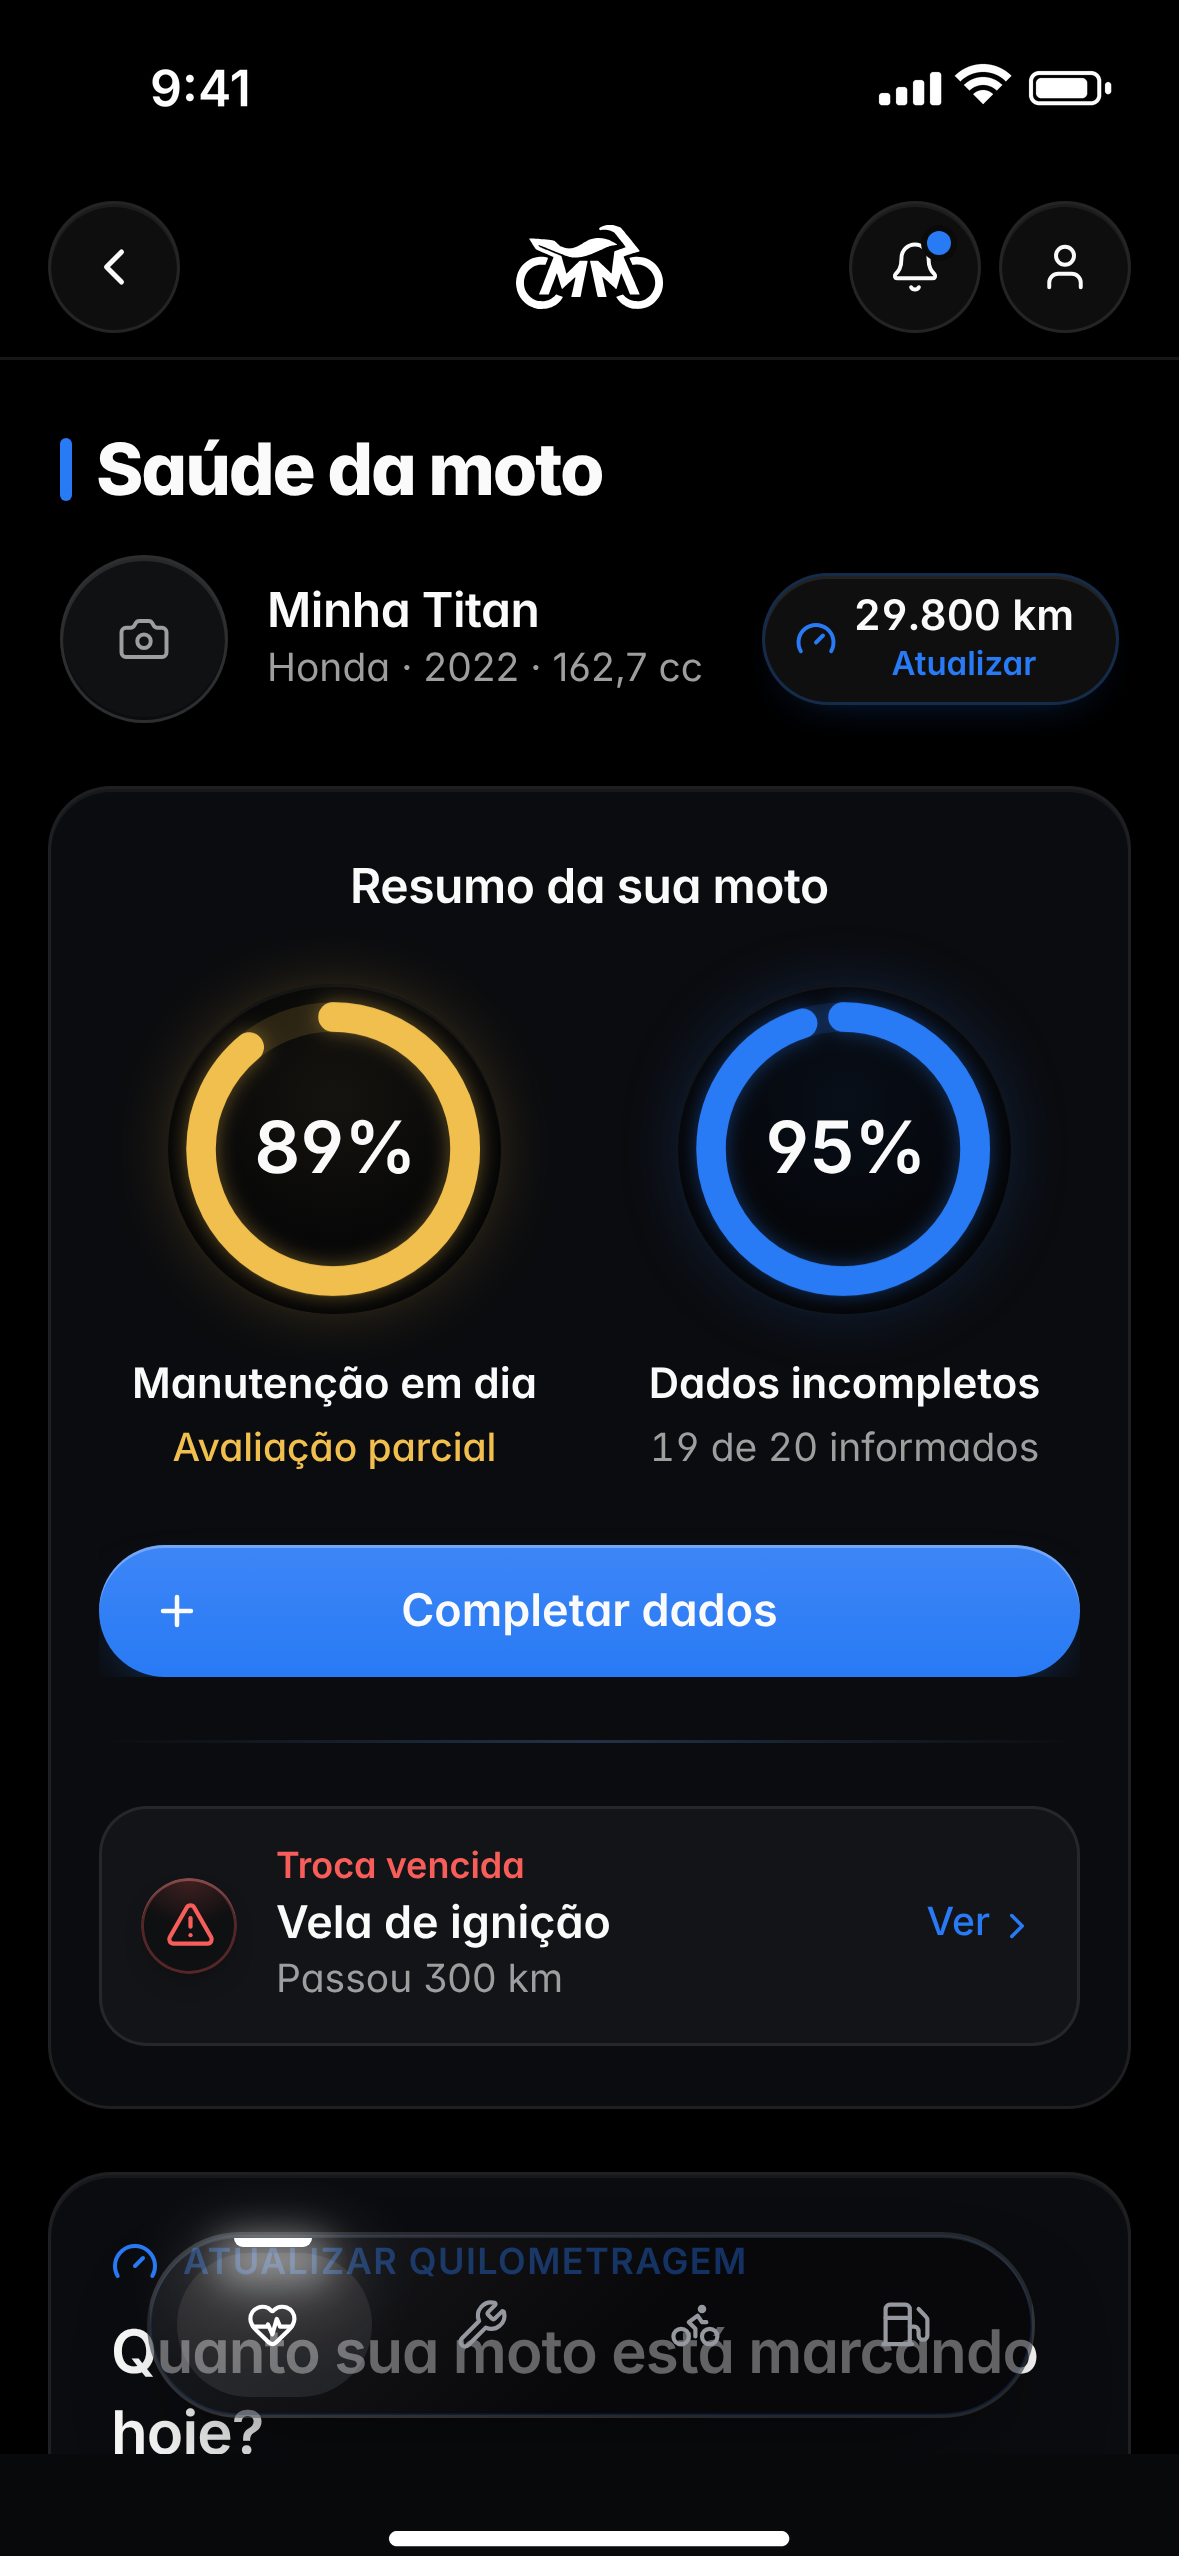 9:41
MM
Saúde da moto
Minha Titan
Honda · 2022 · 162,7 cc
29.800 km
Atualizar
Resumo da sua moto
89%
95%
Manutenção em dia
Avaliação parcial
Dados incompletos
19 de 20 informados
Completar dados
Troca vencida
Vela de ignição
Passou 300 km
Ver
ATUALIZAR QUILOMETRAGEM
Quanto sua moto está marcando
hoje?